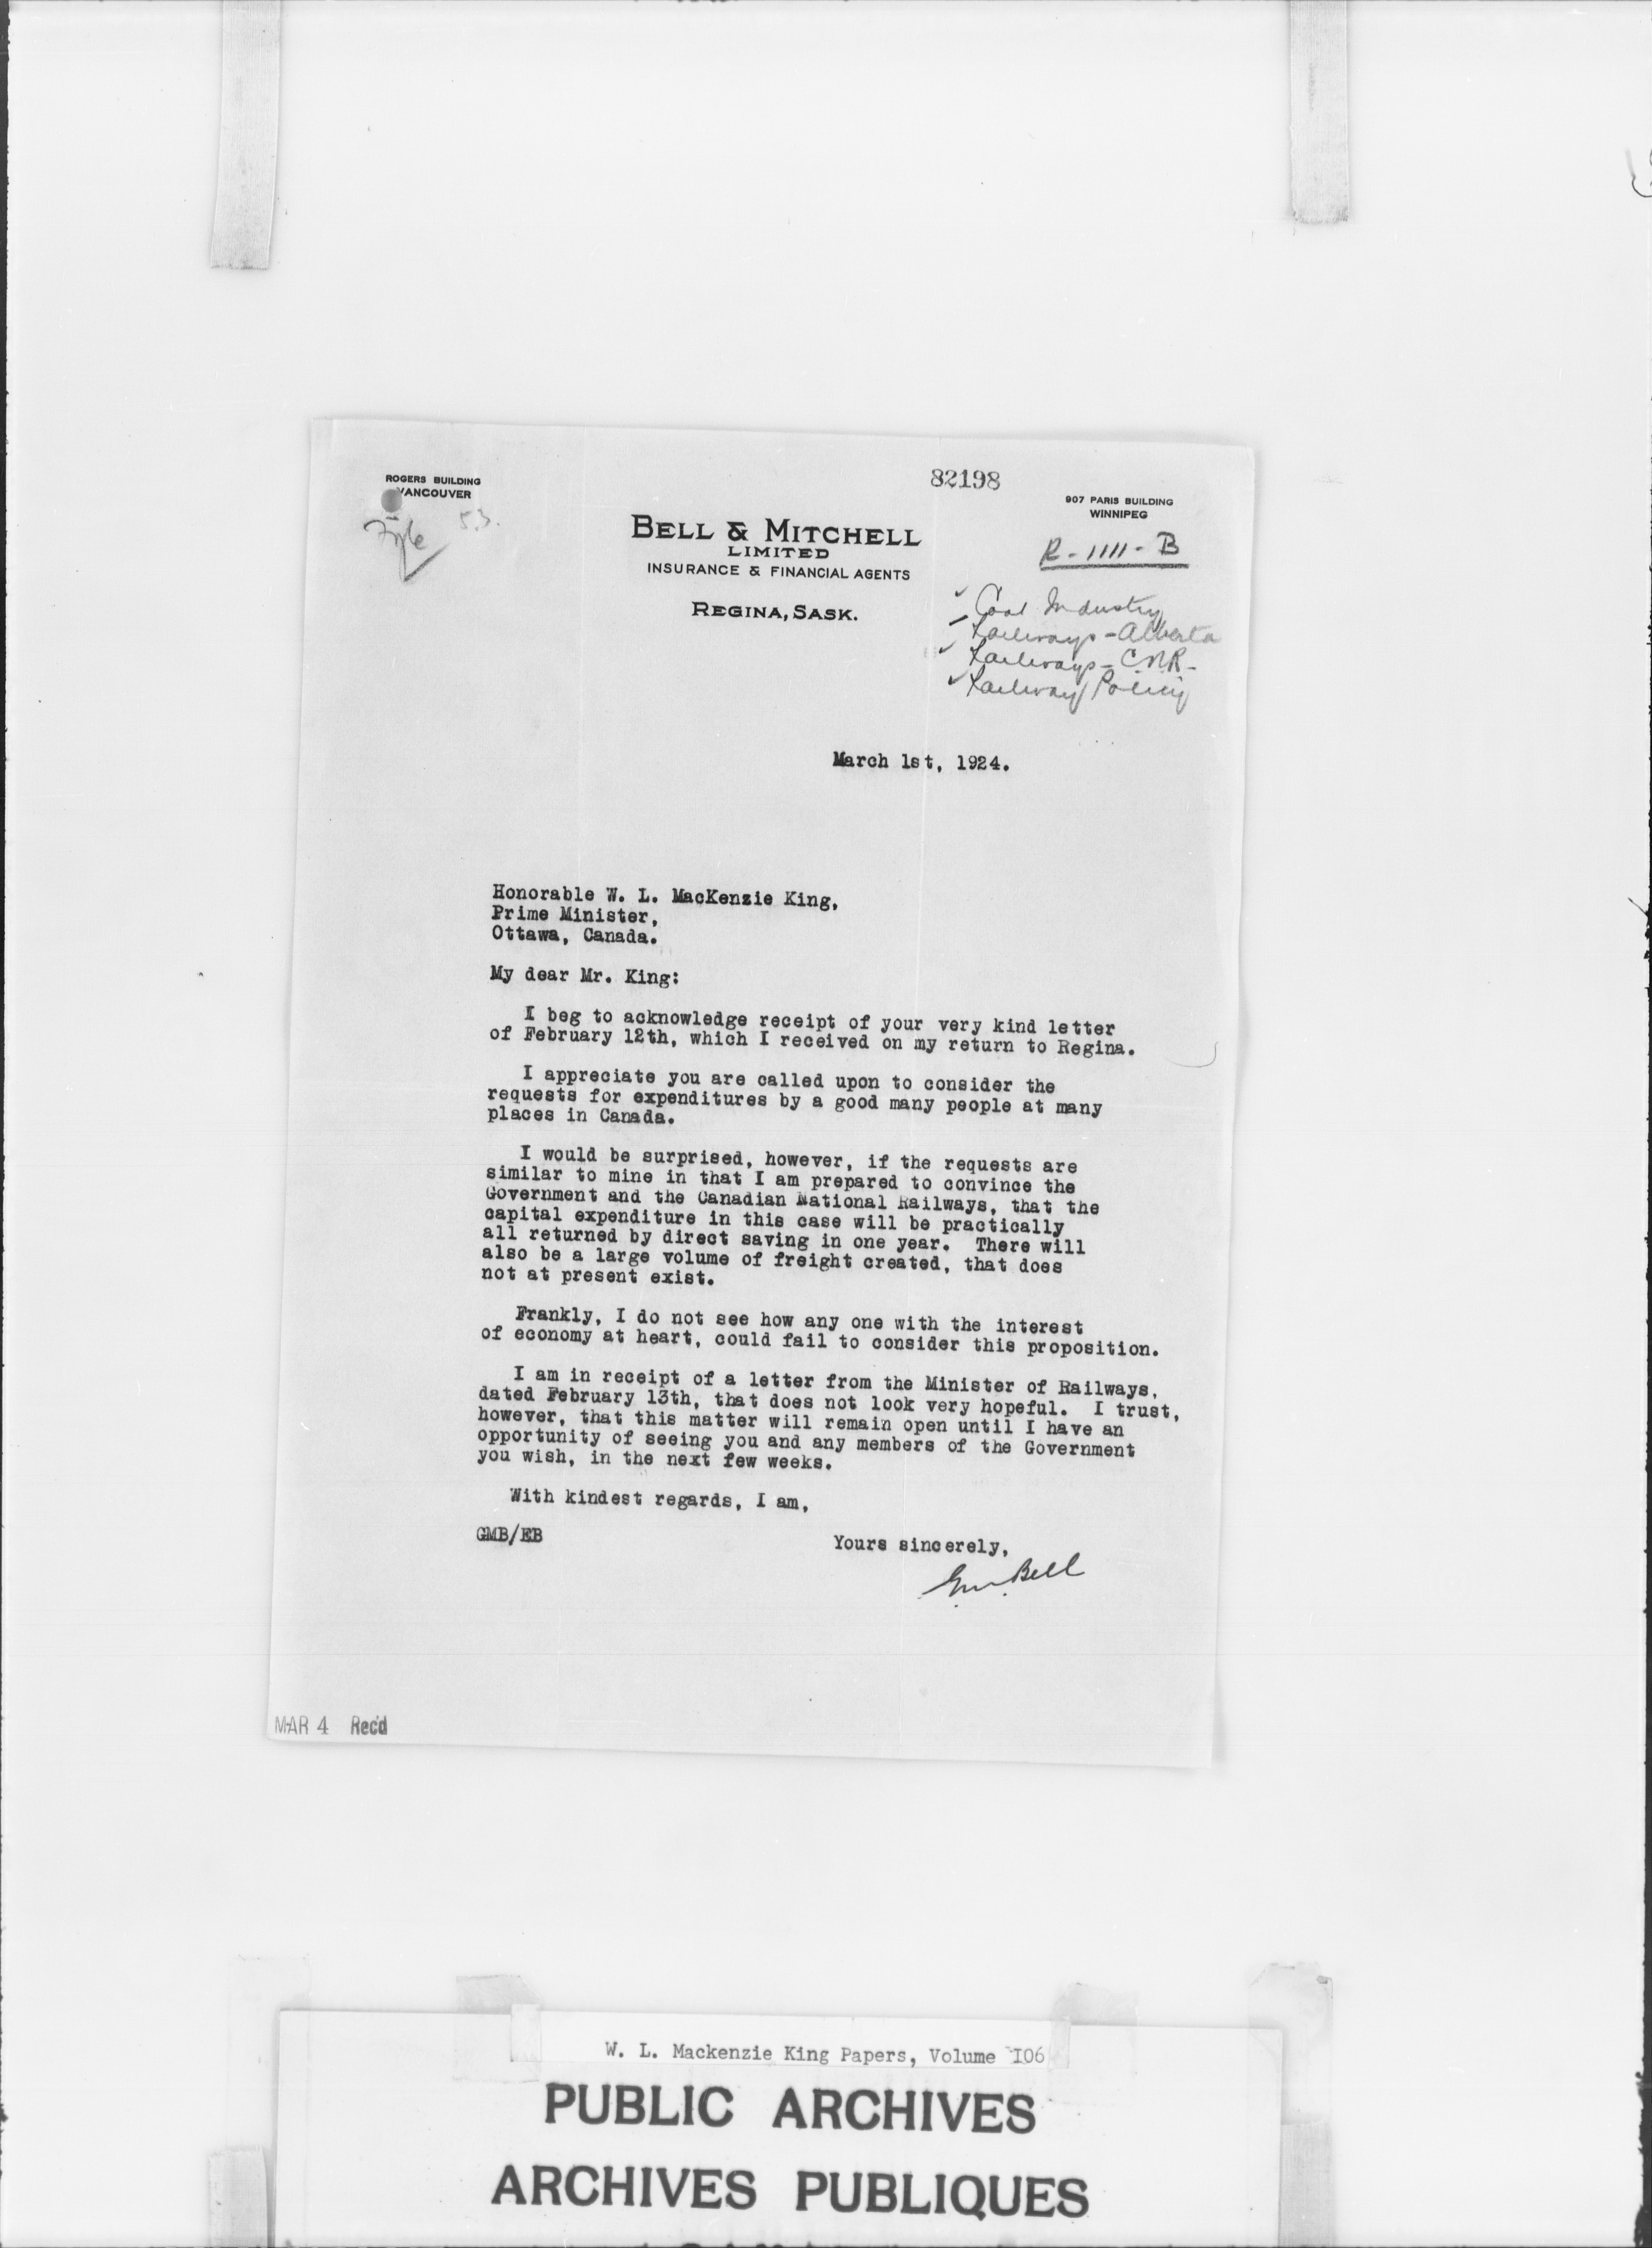 82198
ROGERS BUILDING
VANCOUVER
907 PARIS BUILDING
WINNIPEG
File 53.
BELL & MITCHELL
LIMITED
INSURANCE & FINANCIAL AGENTS
REGINA, SASK.
R-1111-B
Coal Industry
Railways - Alberta
Railways - C.N.R -
Railway Policy
March 1st, 1924.
Honorable W. L. MacKenzie King,
Prime Minister,
Ottawa, Canada.
My dear Mr. King:
I beg to acknowledge receipt of your very kind letter
of February 12th, which I received on my return to Regina.
I appreciate you are called upon to consider the
requests for expenditures by a good many people at many
places in Canada.
I would be surprised, however, if the requests are
similar to mine in that I am prepared to convince the
Government and the Canadian National Railways, that the
capital expenditure in this case will be practically
all returned by direct saving in one year. There will
also be a large volume of freight created, that does
not at present exist.
Frankly, I do not see how any one with the interest
of economy at heart, could fail to consider this proposition.
I am in receipt of a letter from the Minister of Railways,
dated February 13th, that does not look very hopeful. I trust,
however, that this matter will remain open until I have an
opportunity of seeing you and any members of the Government
you wish, in the next few weeks.
With kindest regards, I am,
GMB/EB
Yours sincerely,
GM Bell
MAR 4 Rec'd
W. L. Mackenzie King Papers, Volume 106
PUBLIC ARCHIVES
ARCHIVES PUBLIQUES